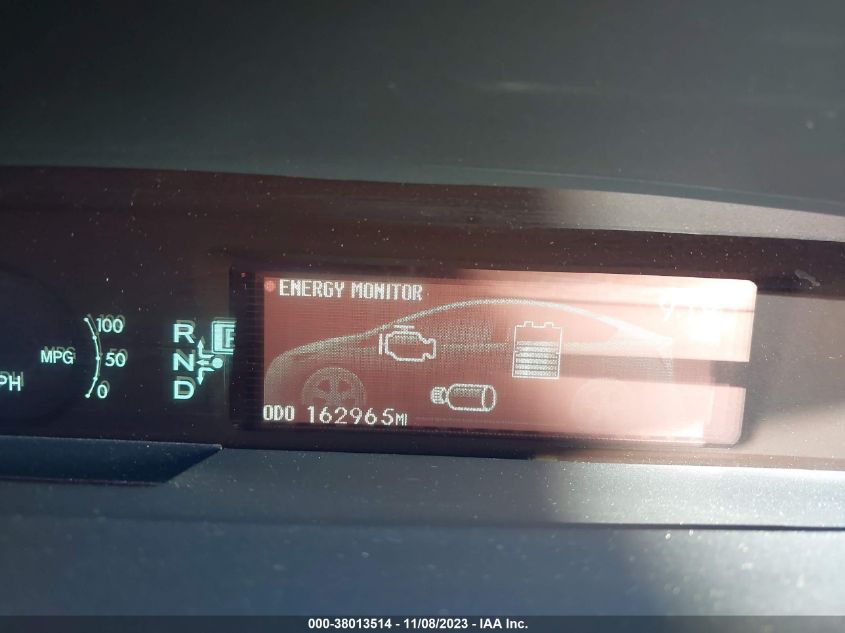 ENERGY MONITOR
100
MPG 50
0
PH
R
N
D
P
ODO 162965MI
000-38013514 - 11/08/2023 - IAA Inc.